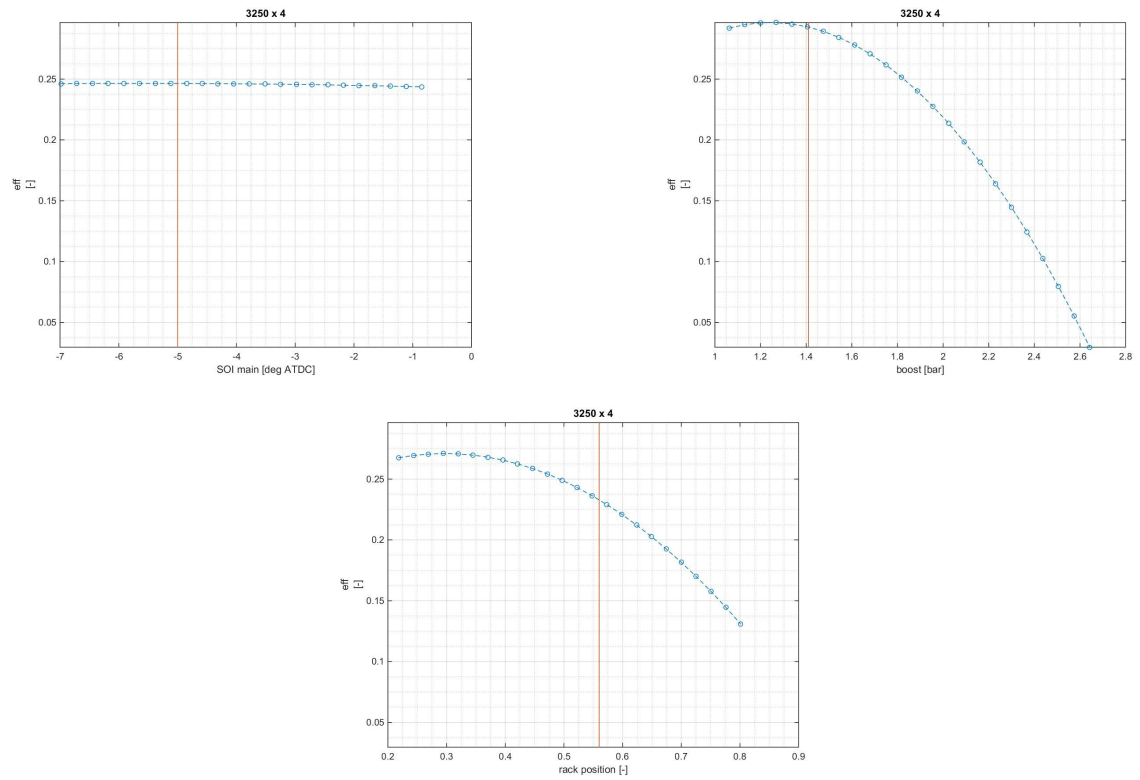 3250 x 4
0.25
0.2
0.15
0.1
0.05
eff
[-]
-7 -6 -5 -4 -3 -2 -1 0
SOI main [deg ATDC]
3250 x 4
0.25
0.2
0.15
0.1
0.05
eff
[-]
1 1.2 1.4 1.6 1.8 2 2.2 2.4 2.6 2.8
boost [bar]
3250 x 4
0.25
0.2
0.15
0.1
0.05
eff
[-]
0.2 0.3 0.4 0.5 0.6 0.7 0.8 0.9
rack position [-]